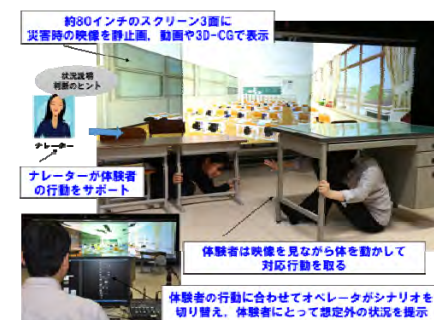 約80インチのスクリーン3面に
災害時の映像を静止画，動画や3D-CGで表示
状況説明
判断のヒント
ナレーター
ナレーターが体験者
の行動をサポート
体験者は映像を見ながら体を動かして
対応行動を取る
体験者の行動に合わせてオペレータがシナリオを
切り替え，体験者にとって想定外の状況を提示